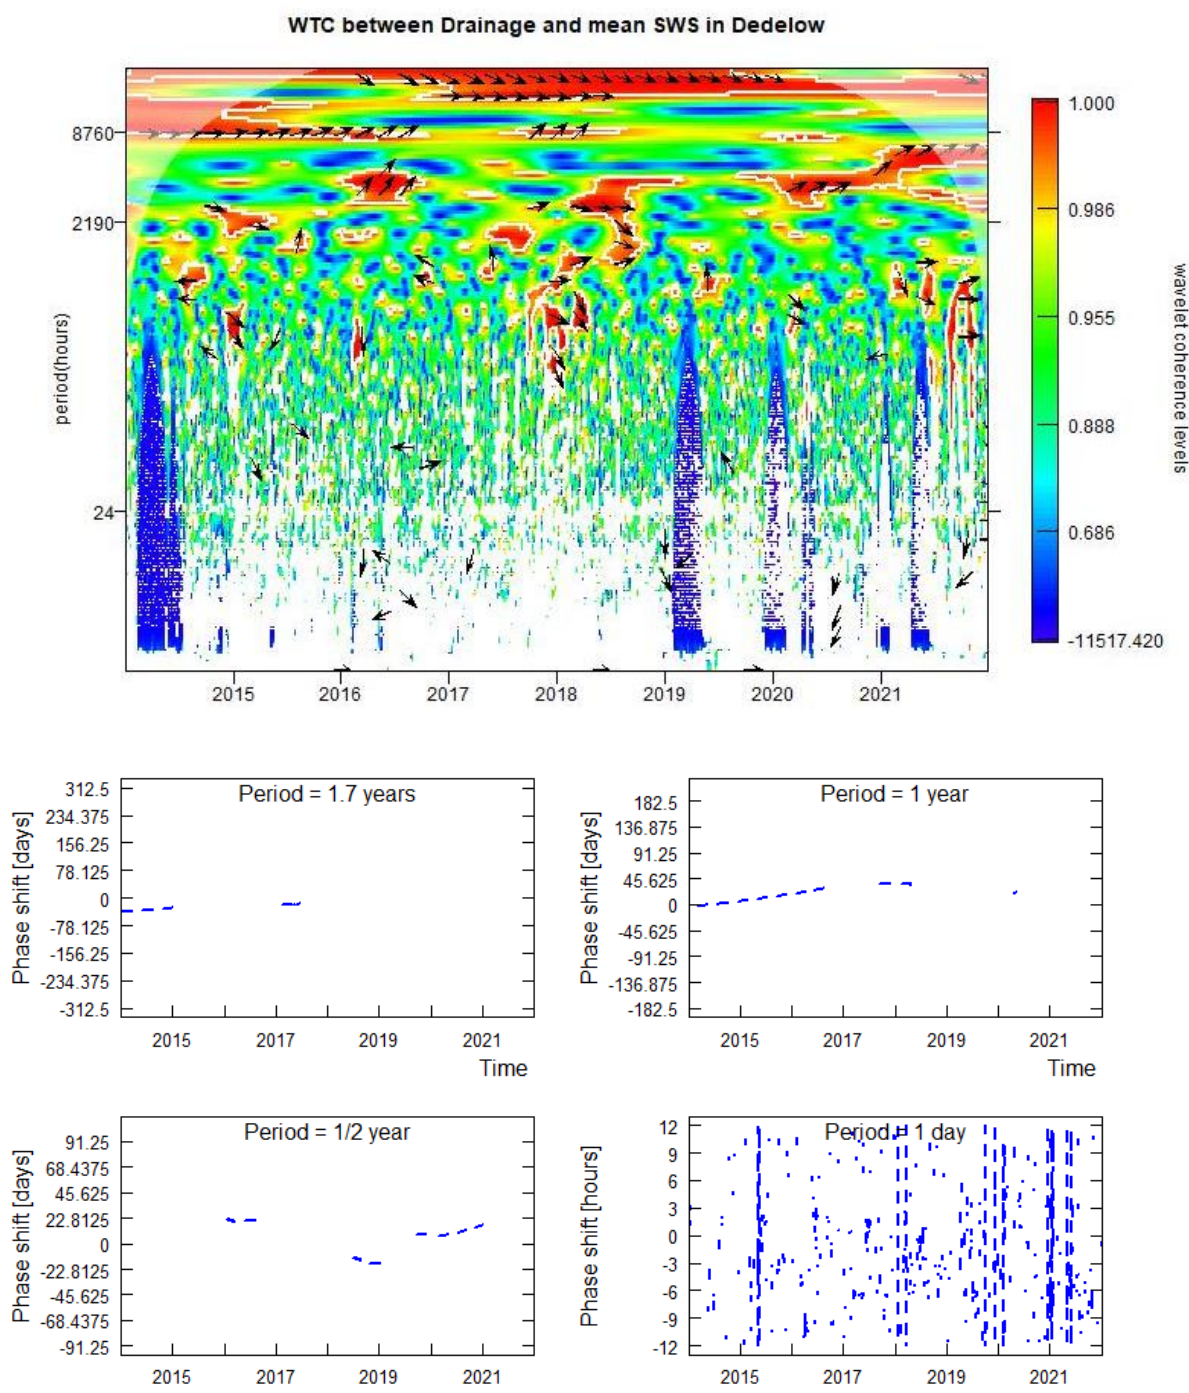 WTC between Drainage and mean SWS in Dedelow
period(hours)
8760
2190
24
2015 2016 2017 2018 2019 2020 2021
1.000
0.986
0.955
0.888
0.686
-11517.420
wavelet coherence levels
Period = 1.7 years
Phase shift [days]
312.5
234.375
156.25
78.125
0
-78.125
-156.25
-234.375
-312.5
2015 2017 2019 2021
Time
Period = 1 year
Phase shift [days]
182.5
136.875
91.25
45.625
0
-45.625
-91.25
-136.875
-182.5
2015 2017 2019 2021
Time
Period = 1/2 year
Phase shift [days]
91.25
68.4375
45.625
22.8125
0
-22.8125
-45.625
-68.4375
-91.25
2015 2017 2019 2021
Period = 1 day
Phase shift [hours]
12
9
6
3
0
-3
-6
-9
-12
2015 2017 2019 2021